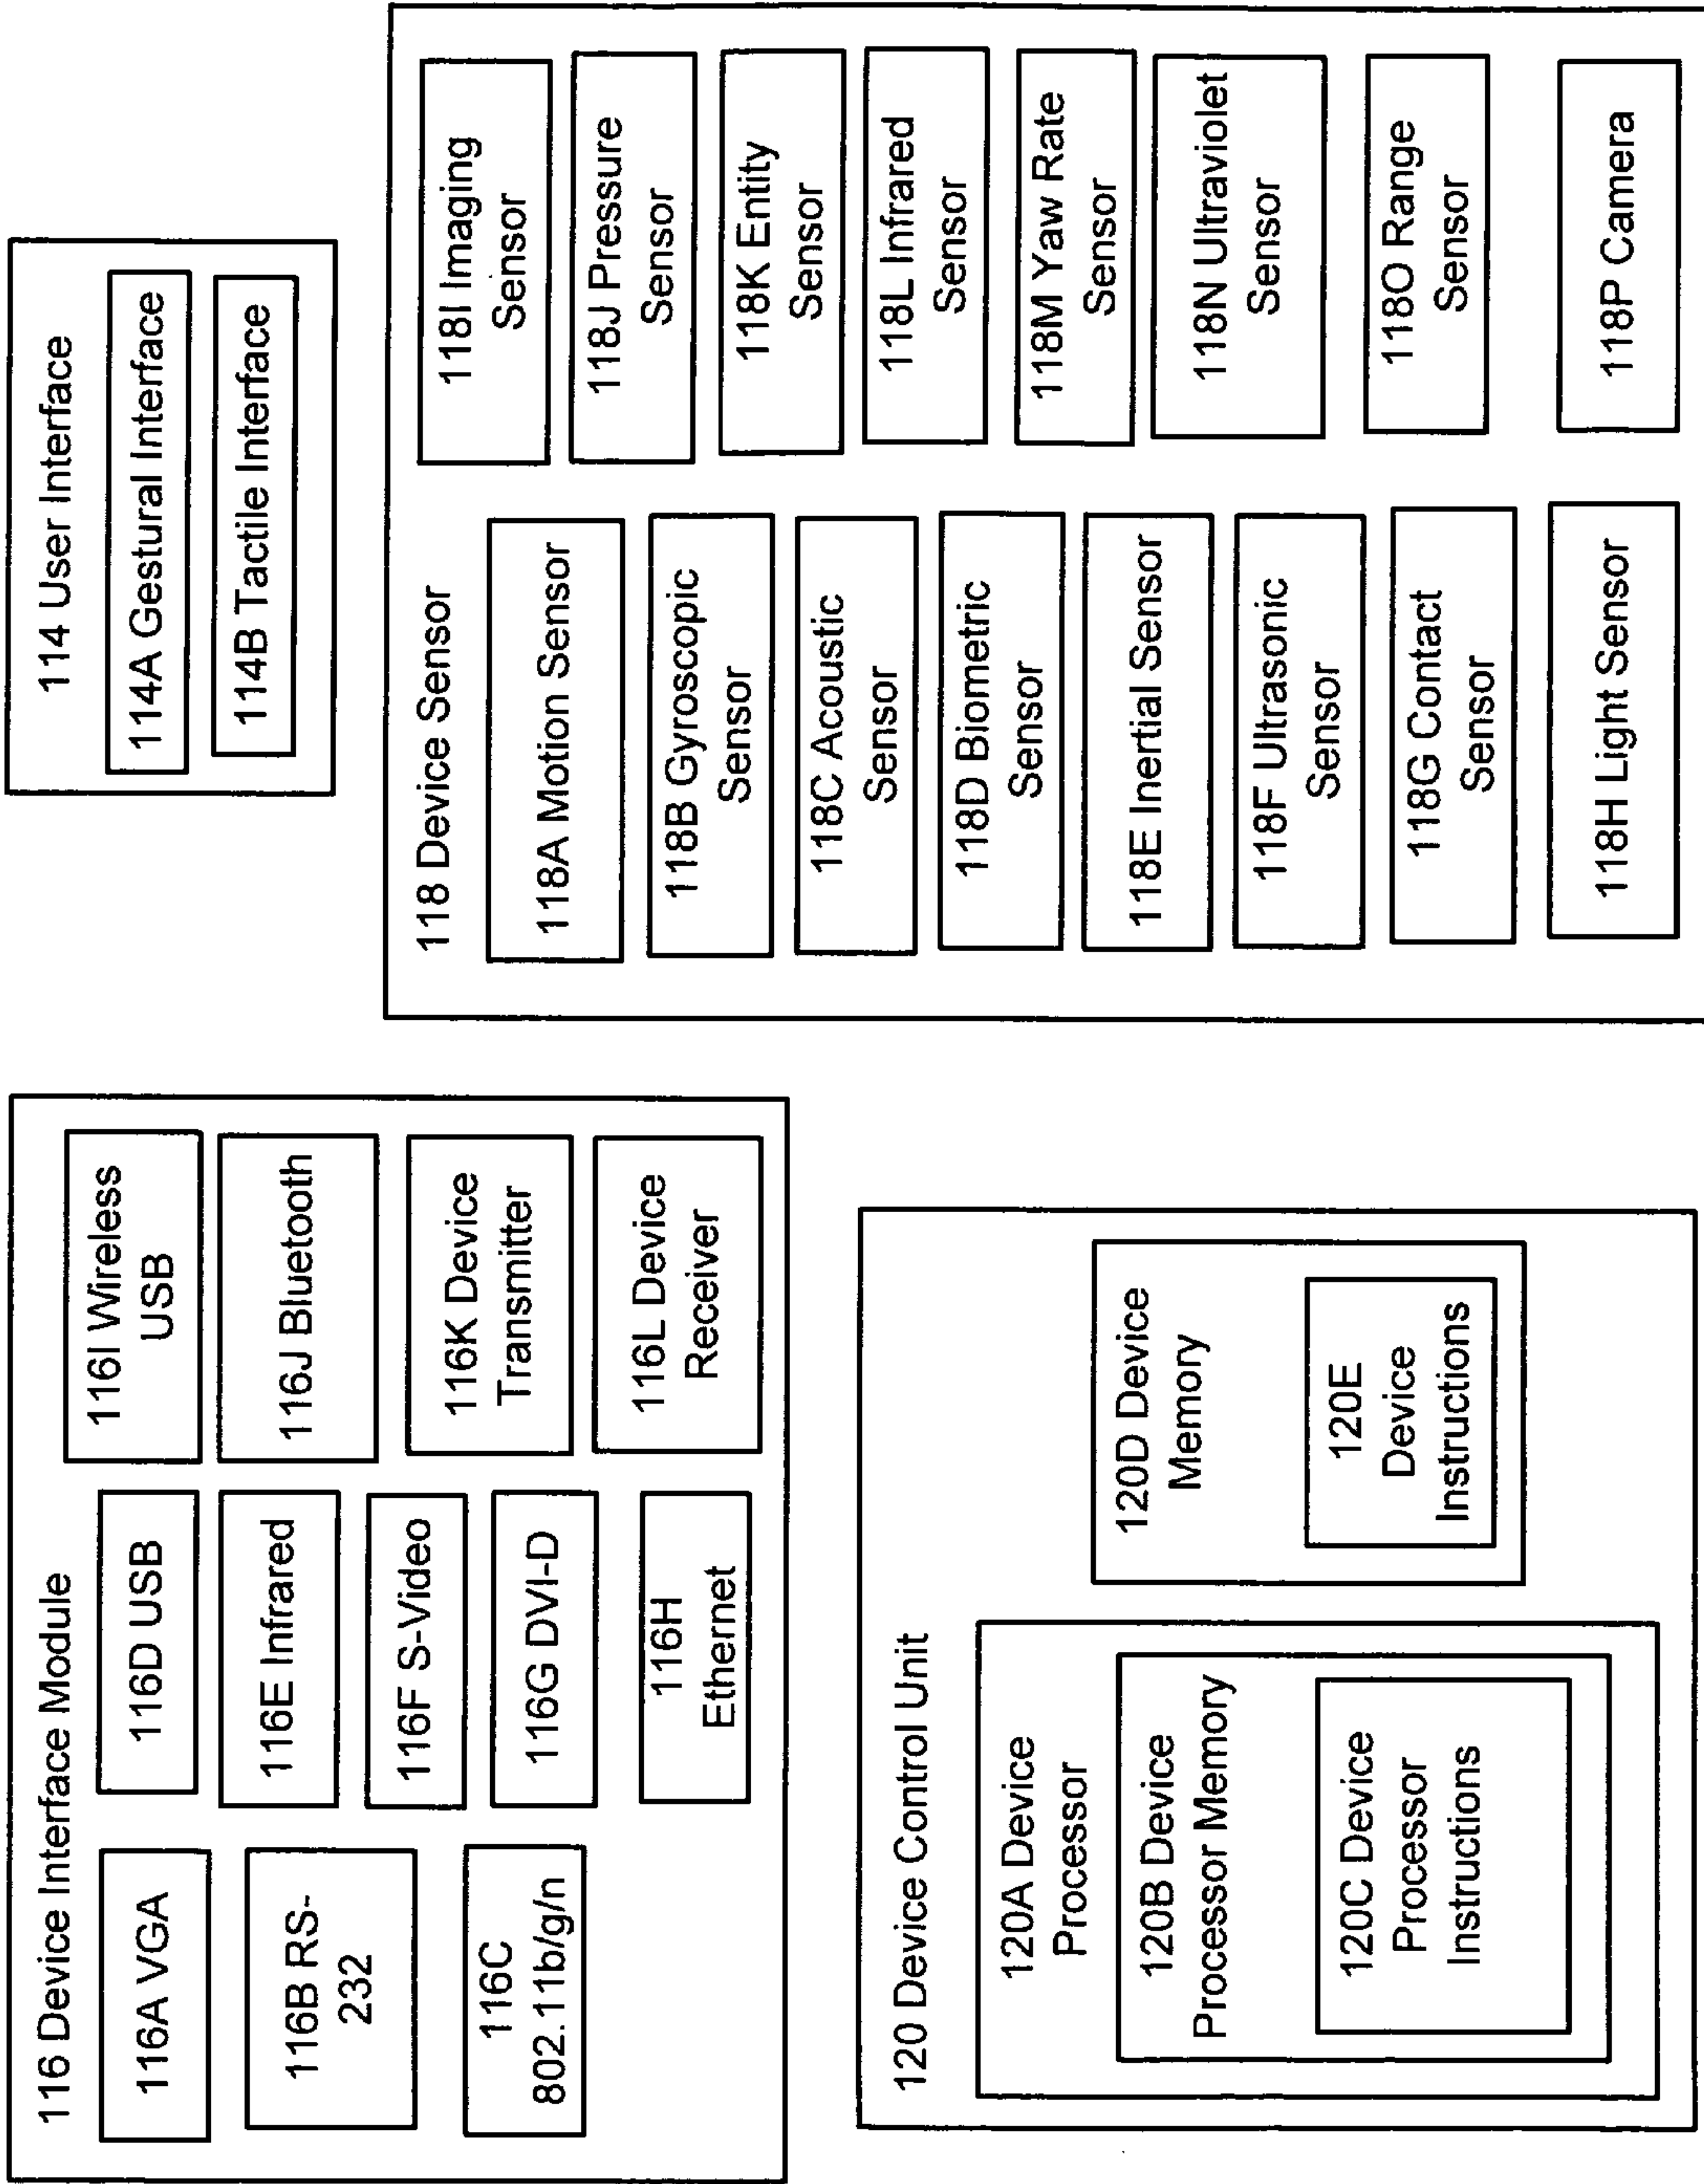 116 Device Interface Module
116A VGA
116B RS-
232
116C
802.11b/g/n
116D USB
116E Infrared
116F S-Video
116G DVI-D
116H
Ethernet
116I Wireless
USB
116J Bluetooth
116K Device
Transmitter
116L Device
Receiver
114 User Interface
114A Gestural Interface
114B Tactile Interface
120 Device Control Unit
120A Device
Processor
120B Device
Processor Memory
120C Device
Processor
Instructions
120D Device
Memory
120E
Device
Instructions
118 Device Sensor
118A Motion Sensor
118B Gyroscopic
Sensor
118C Acoustic
Sensor
118D Biometric
Sensor
118E Inertial Sensor
118F Ultrasonic
Sensor
118G Contact
Sensor
118H Light Sensor
118I Imaging
Sensor
118J Pressure
Sensor
118K Entity
Sensor
118L Infrared
Sensor
118M Yaw Rate
Sensor
118N Ultraviolet
Sensor
118O Range
Sensor
118P Camera